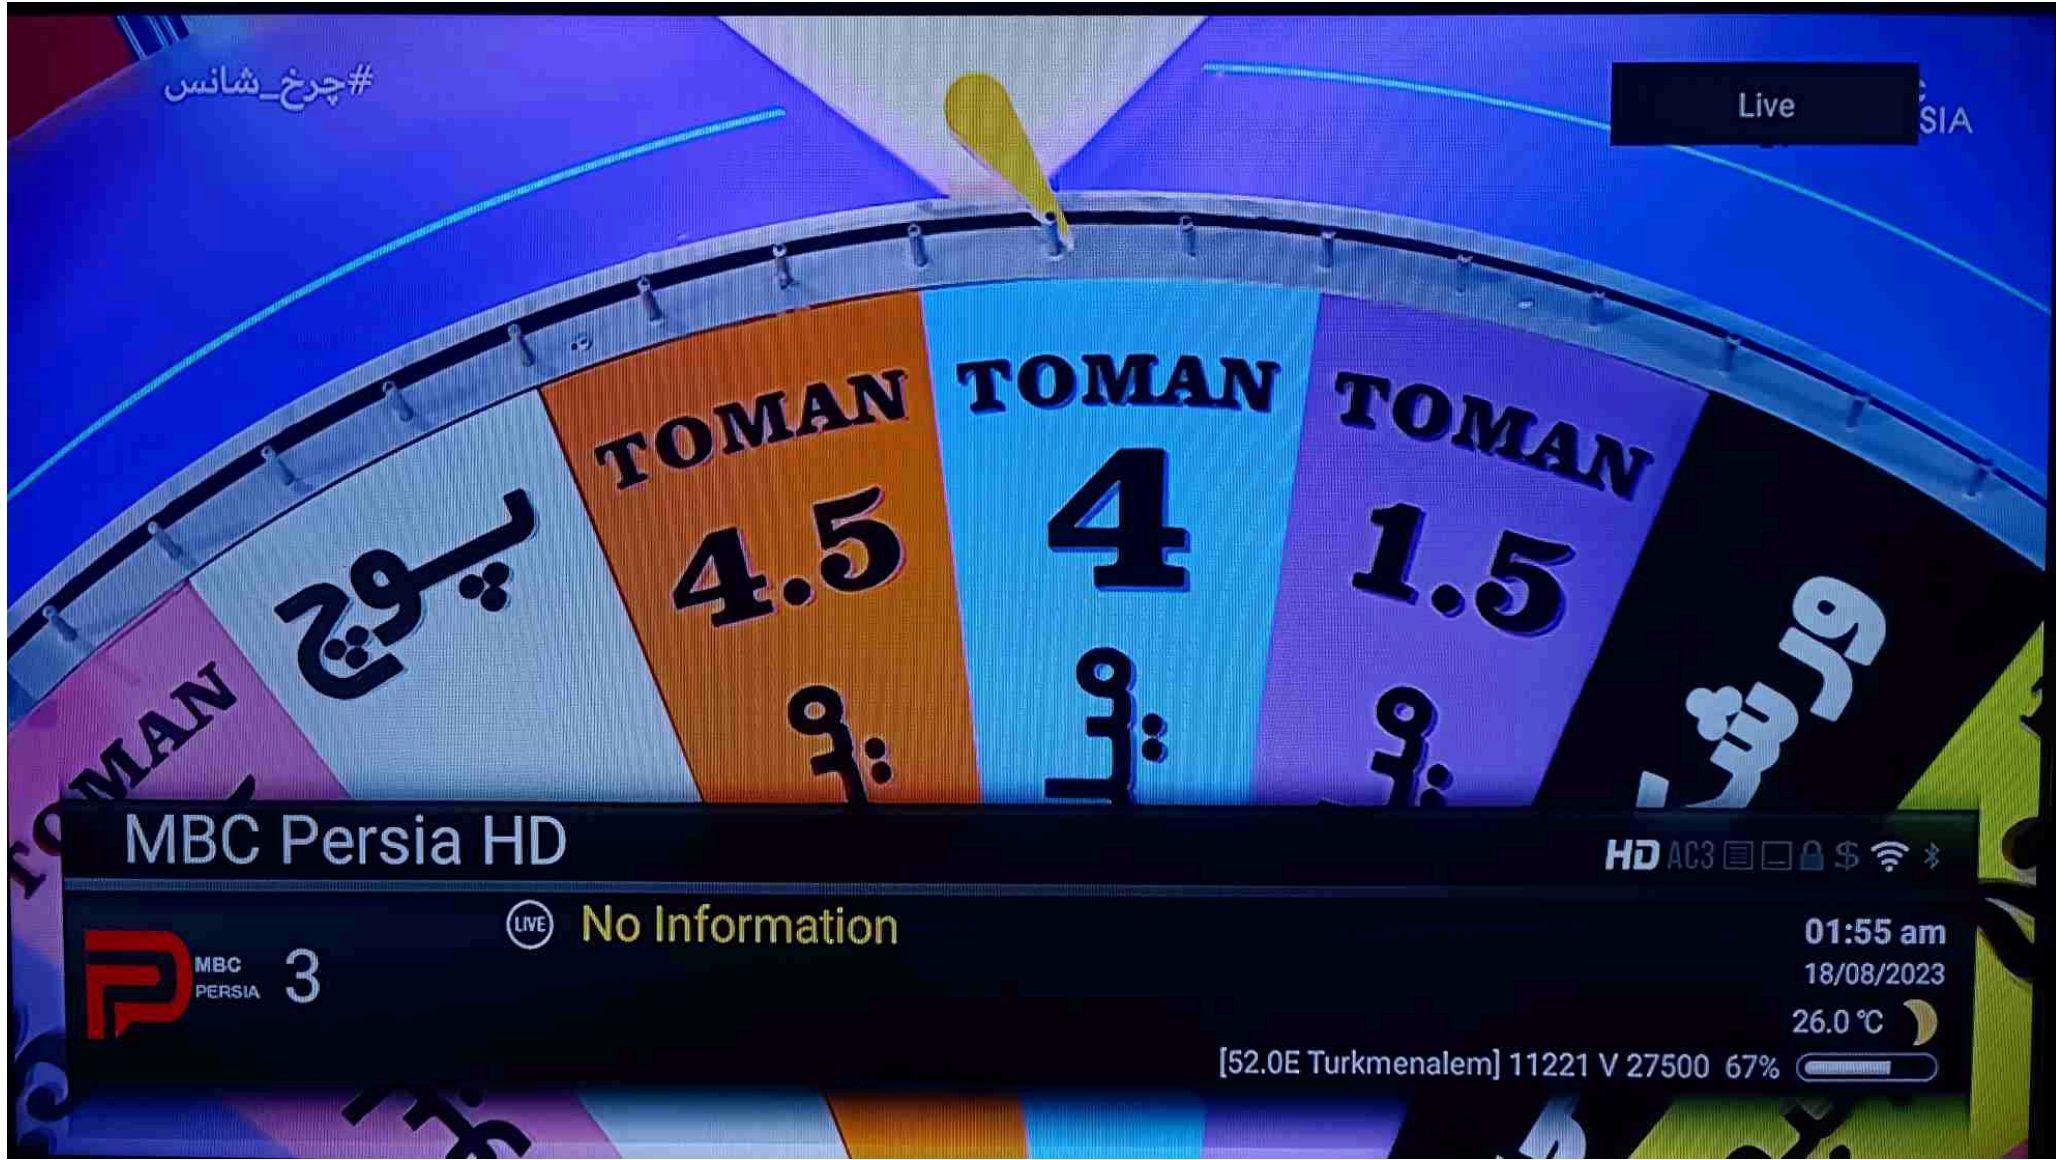 #چرخ_شانس
Live
SIA
TOMAN
پوچ
TOMAN
4.5
TOMAN
4
TOMAN
1.5
MBC Persia HD
HD AC3 $
LIVE No Information
MBC
PERSIA
3
01:55 am
18/08/2023
26.0 °C
[52.0E Turkmenalem] 11221 V 27500 67%